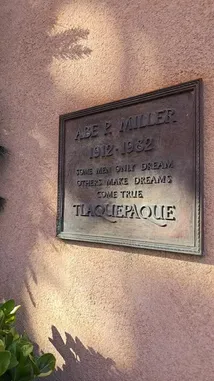 ABE P. MILLER
1912 · 1982
SOME MEN ONLY DREAM
OTHERS MAKE DREAMS
COME TRUE
TLAQUEPAQUE